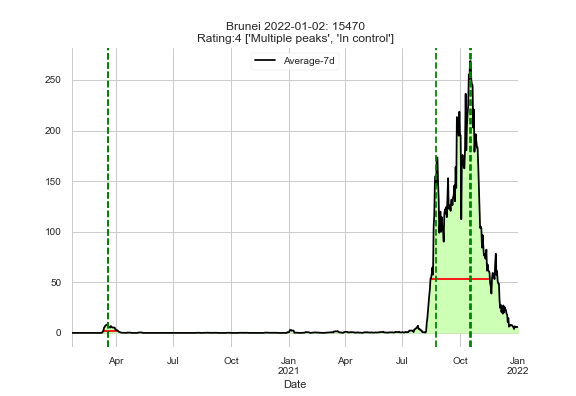 Brunei 2022-01-02: 15470
Rating:4 ['Multiple peaks', 'In control']
Average-7d
250
200
150
100
50
0
Apr Jul Oct Jan Apr Jul Oct Jan
2021 2022
Date